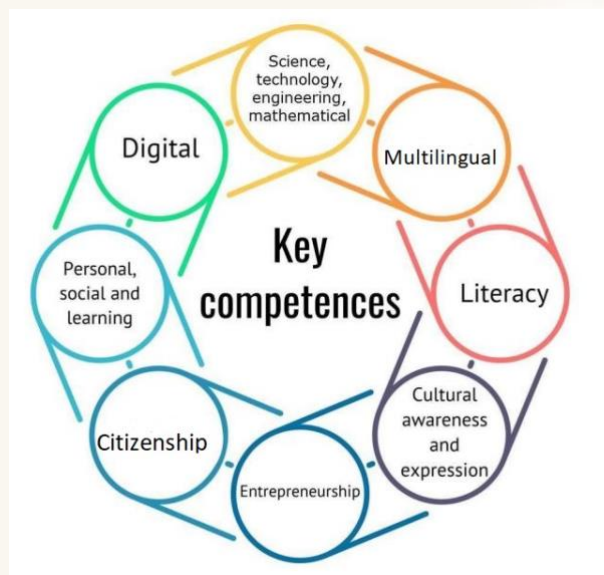 Key
competences
Science,
technology,
engineering,
mathematical
Multilingual
Literacy
Cultural
awareness
and
expression
Entrepreneurship
Citizenship
Personal,
social and
learning
Digital